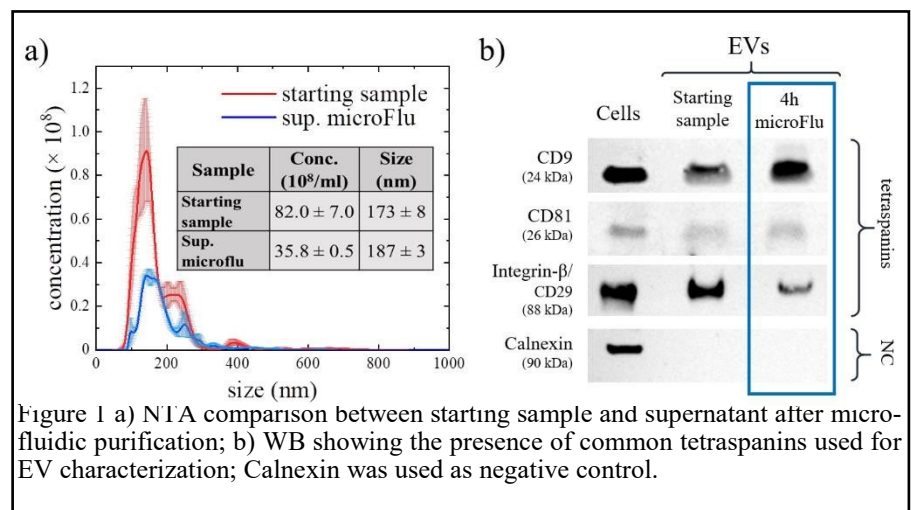 a)
1.2
1.0
0.8
0.6
0.4
0.2
0.0
concentration (× 10⁸)
0 200 400 600 800 1000
size (nm)
starting sample
sup. microFlu
Sample Conc. (10⁸/ml) Size (nm)
Starting sample 82.0 ± 7.0 173 ± 8
Sup. microflu 35.8 ± 0.5 187 ± 3
b)
EVs
Cells Starting sample 4h microFlu
CD9
(24 kDa)
CD81
(26 kDa)
Integrin-β/
CD29
(88 kDa)
Calnexin
(90 kDa)
tetraspanins
NC
Figure 1 a) NTA comparison between starting sample and supernatant after micro-
fluidic purification; b) WB showing the presence of common tetraspanins used for
EV characterization; Calnexin was used as negative control.